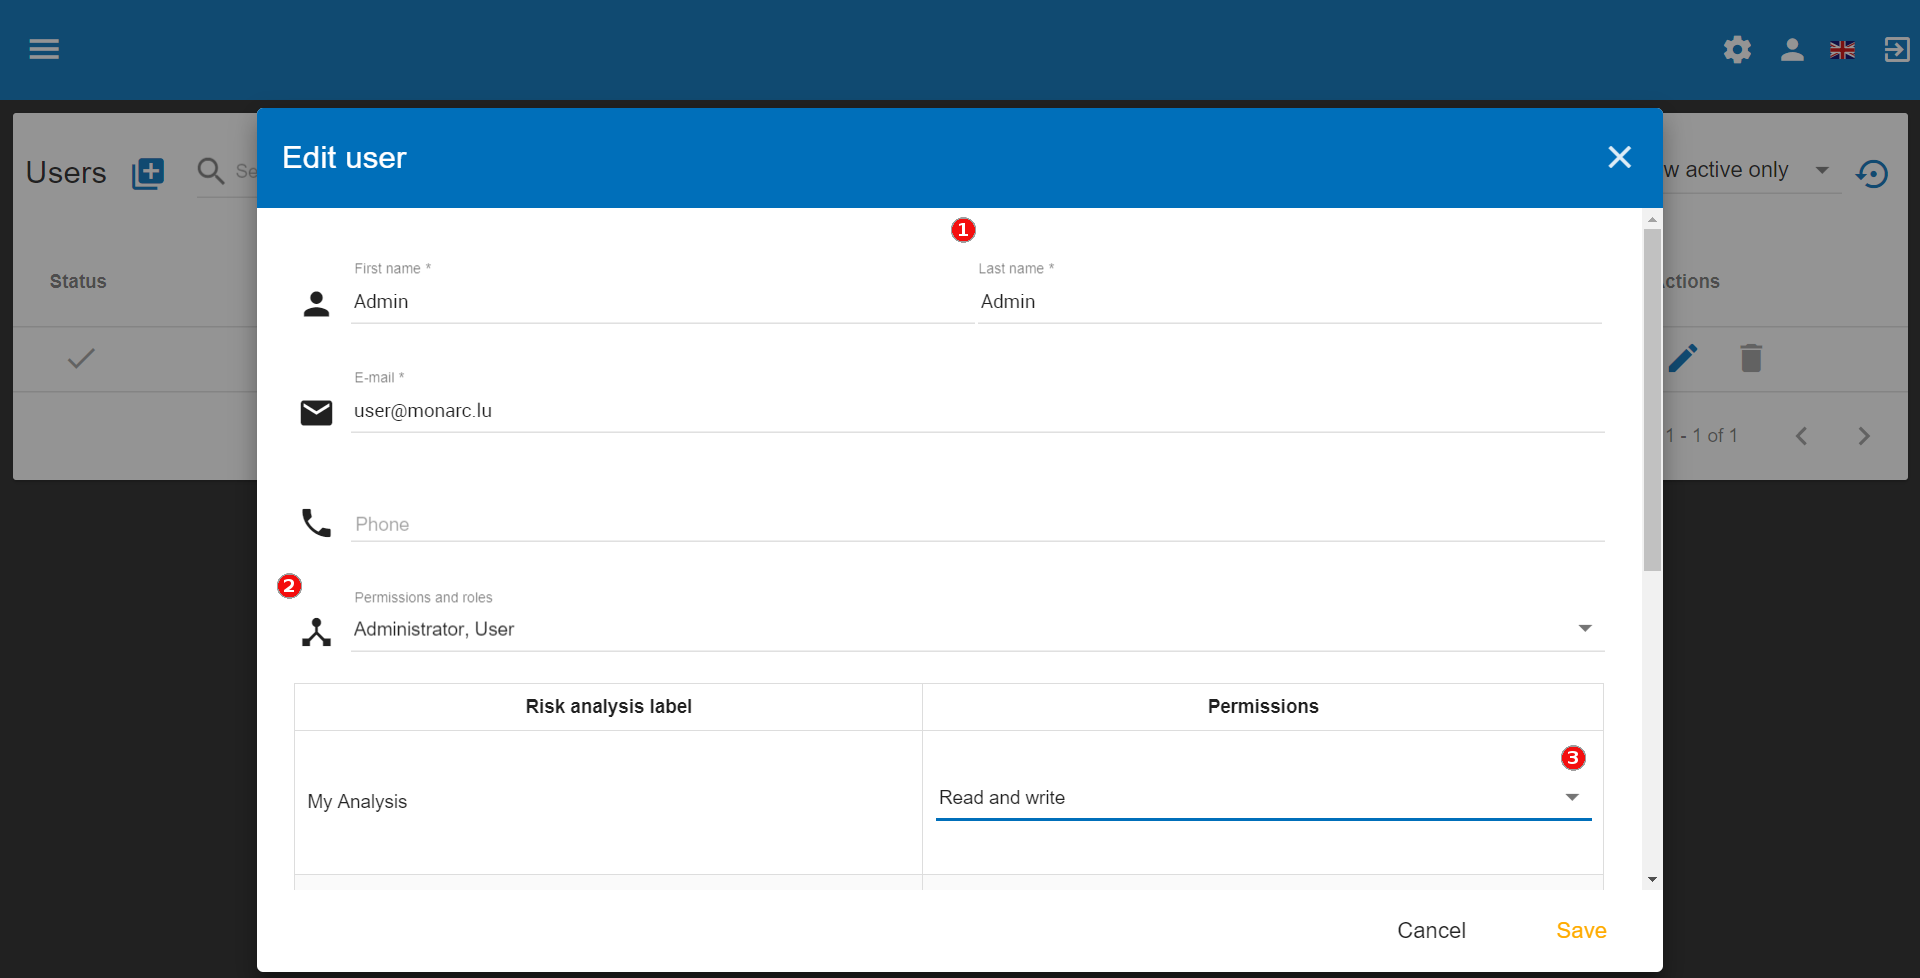 Edit user
Users
Se
w active only
1
First name *
Last name *
Status
ctions
Admin
Admin
E-mail *
user@monarc.lu
1 - 1 of 1
Phone
2
Permissions and roles
Administrator, User
Risk analysis label
Permissions
3
My Analysis
Read and write
Cancel
Save